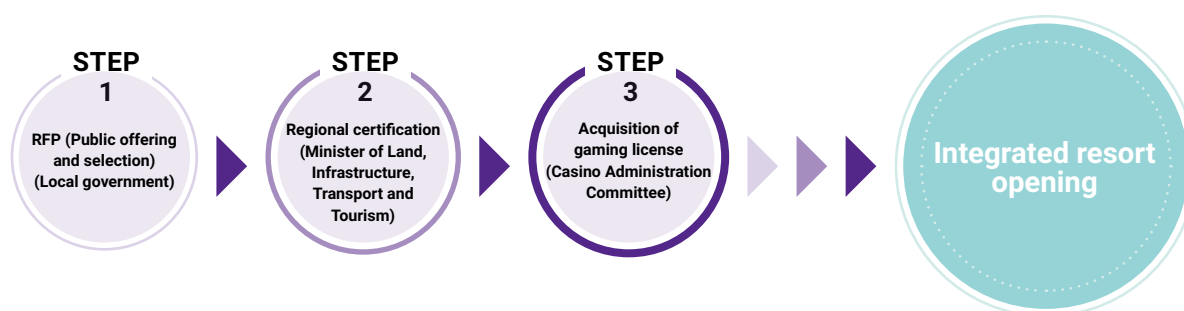 STEP
1
RFP (Public offering
and selection)
(Local government)
STEP
2
Regional certification
(Minister of Land,
Infrastructure,
Transport and
Tourism)
STEP
3
Acquisition of
gaming license
(Casino Administration
Committee)
Integrated resort
opening